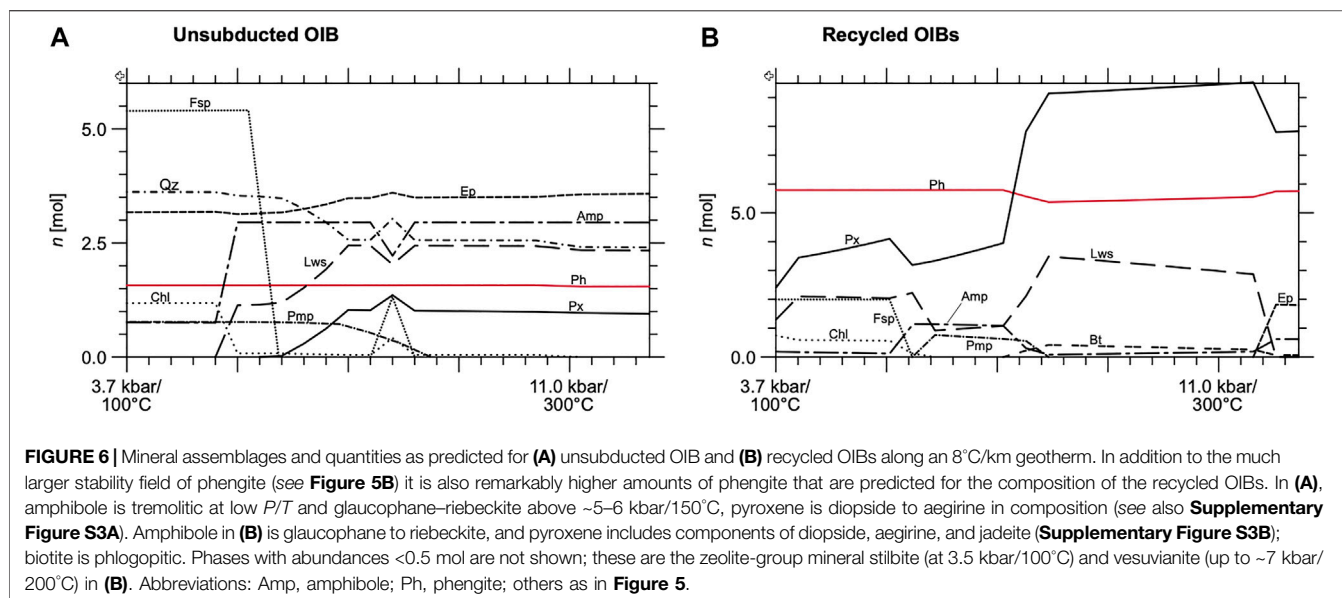 A Unsubducted OIB
B Recycled OIBs
Fsp
5.0
Qz
Ep
Amp
n [mol]
2.5
Lws
Ph
Chl
Pmp
Px
0.0
3.7 kbar/
100°C
11.0 kbar/
300°C
Ph
n [mol]
5.0
Px
Lws
Amp
Fsp
Ep
Chl
Pmp
Bt
0.0
3.7 kbar/
100°C
11.0 kbar/
300°C
FIGURE 6 | Mineral assemblages and quantities as predicted for (A) unsubducted OIB and (B) recycled OIBs along an 8°C/km geotherm. In addition to the much
larger stability field of phengite (see Figure 5B) it is also remarkably higher amounts of phengite that are predicted for the composition of the recycled OIBs. In (A),
amphibole is tremolitic at low P/T and glaucophane–riebeckite above ~5–6 kbar/150°C, pyroxene is diopside to aegirine in composition (see also Supplementary
Figure S3A). Amphibole in (B) is glaucophane to riebeckite, and pyroxene includes components of diopside, aegirine, and jadeite (Supplementary Figure S3B);
biotite is phlogopitic. Phases with abundances <0.5 mol are not shown; these are the zeolite-group mineral stilbite (at 3.5 kbar/100°C) and vesuvianite (up to ~7 kbar/
200°C) in (B). Abbreviations: Amp, amphibole; Ph, phengite; others as in Figure 5.